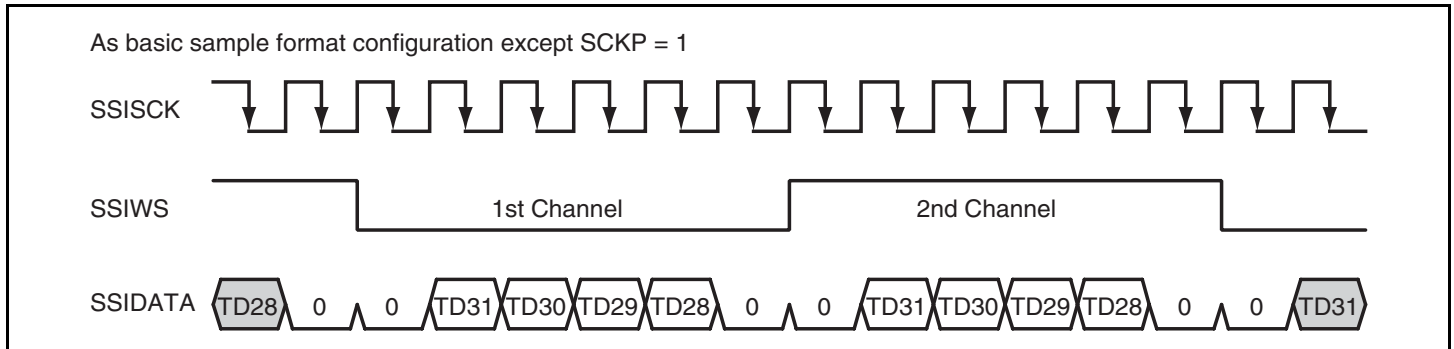 As basic sample format configuration except SCKP = 1
SSISCK
SSIWS 1st Channel 2nd Channel
SSIDATA TD28 0 0 TD31 TD30 TD29 TD28 0 0 TD31 TD30 TD29 TD28 0 0 TD31